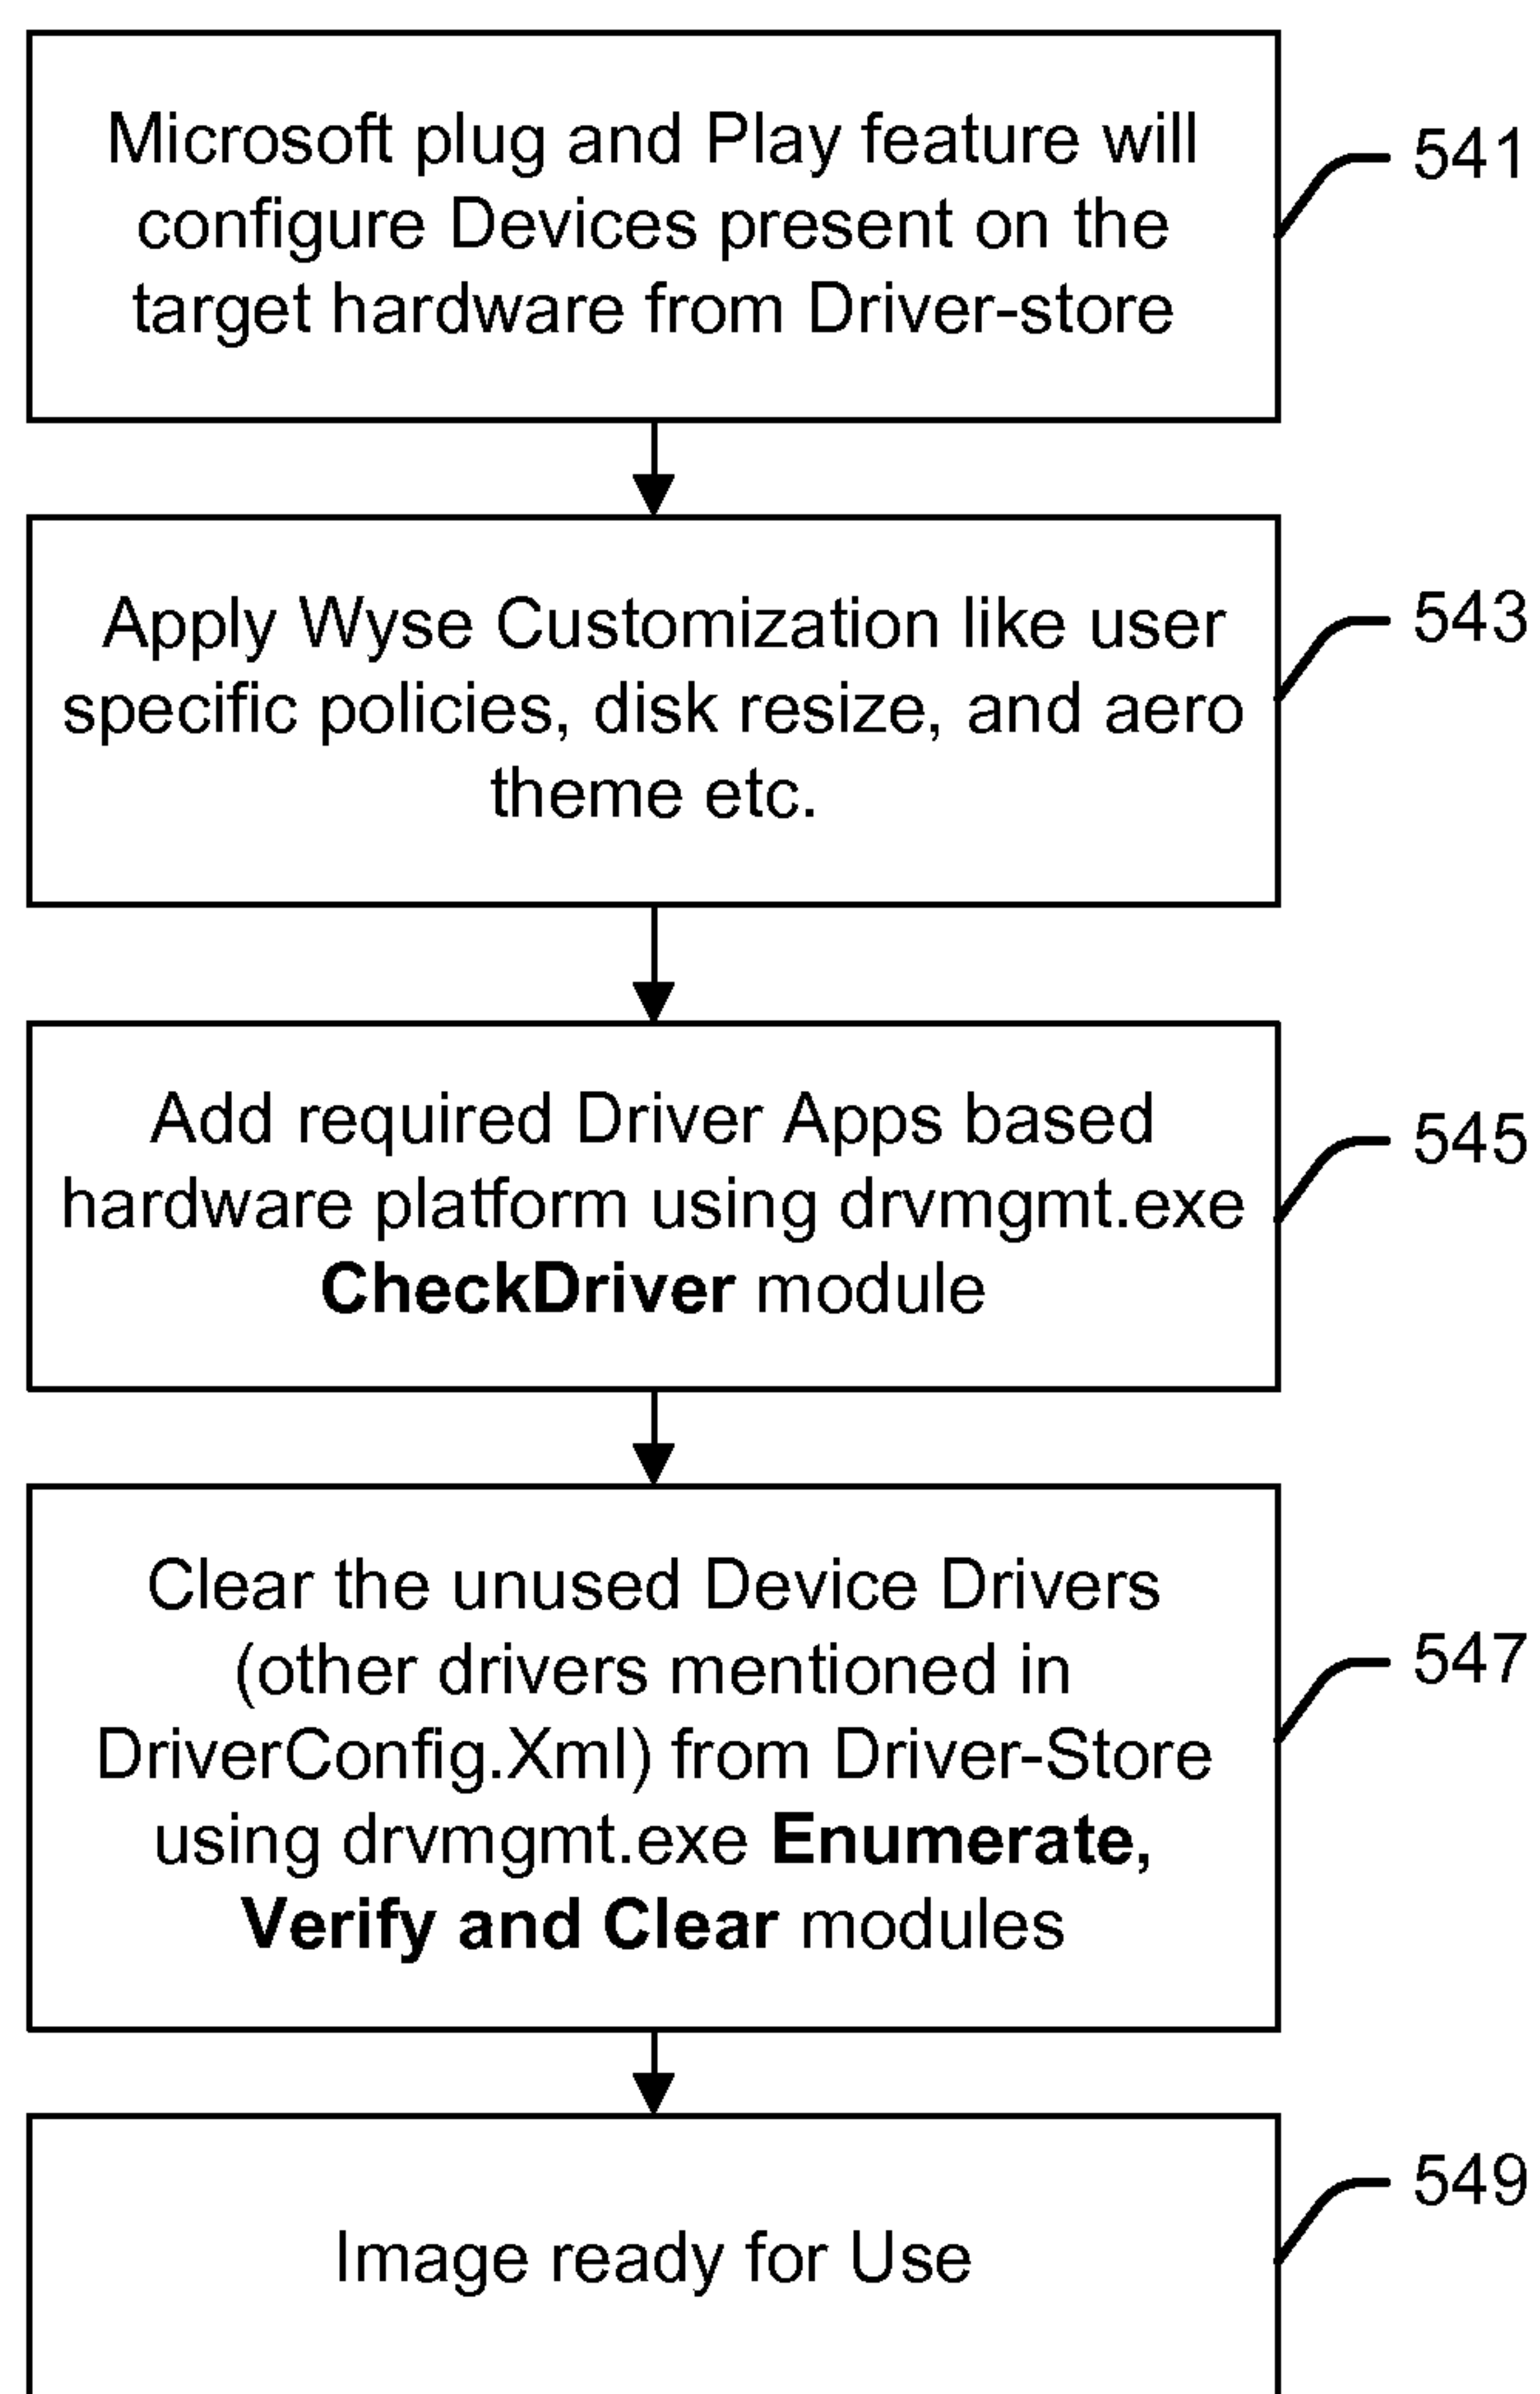 Microsoft plug and Play feature will
configure Devices present on the
target hardware from Driver-store
541
Apply Wyse Customization like user
specific policies, disk resize, and aero
theme etc.
543
Add required Driver Apps based
hardware platform using drvmgmt.exe
CheckDriver module
545
Clear the unused Device Drivers
(other drivers mentioned in
DriverConfig.Xml) from Driver-Store
using drvmgmt.exe Enumerate,
Verify and Clear modules
547
Image ready for Use
549